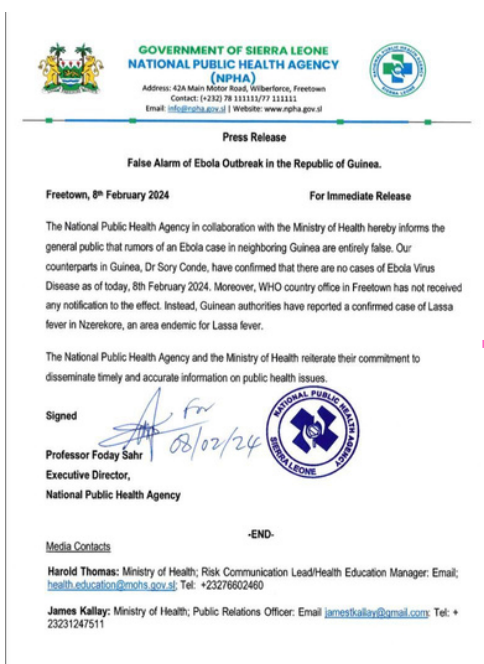 GOVERNMENT OF SIERRA LEONE
NATIONAL PUBLIC HEALTH AGENCY
(NPHA)
Address: 42A Main Motor Road, Wilberforce, Freetown
Contact: (+232) 78 111111/77 111111
Email: info@npha.gov.sl | Website: www.npha.gov.sl
Press Release
False Alarm of Ebola Outbreak in the Republic of Guinea.
Freetown, 8th February 2024 For Immediate Release
The National Public Health Agency in collaboration with the Ministry of Health hereby informs the
general public that rumors of an Ebola case in neighboring Guinea are entirely false. Our
counterparts in Guinea, Dr Sory Conde, have confirmed that there are no cases of Ebola Virus
Disease as of today, 8th February 2024. Moreover, WHO country office in Freetown has not received
any notification to the effect. Instead, Guinean authorities have reported a confirmed case of Lassa
fever in Nzerekore, an area endemic for Lassa fever.
The National Public Health Agency and the Ministry of Health reiterate their commitment to
disseminate timely and accurate information on public health issues.
Signed
For
08/02/24
NATIONAL PUBLIC HEALTH AGENCY
SIERRA LEONE
Professor Foday Sahr
Executive Director,
National Public Health Agency
-END-
Media Contacts
Harold Thomas: Ministry of Health; Risk Communication Lead/Health Education Manager: Email;
health.education@mohs.gov.sl; Tel: +23276602460
James Kallay: Ministry of Health; Public Relations Officer: Email jamestkallay@gmail.com: Tel: +
23231247511